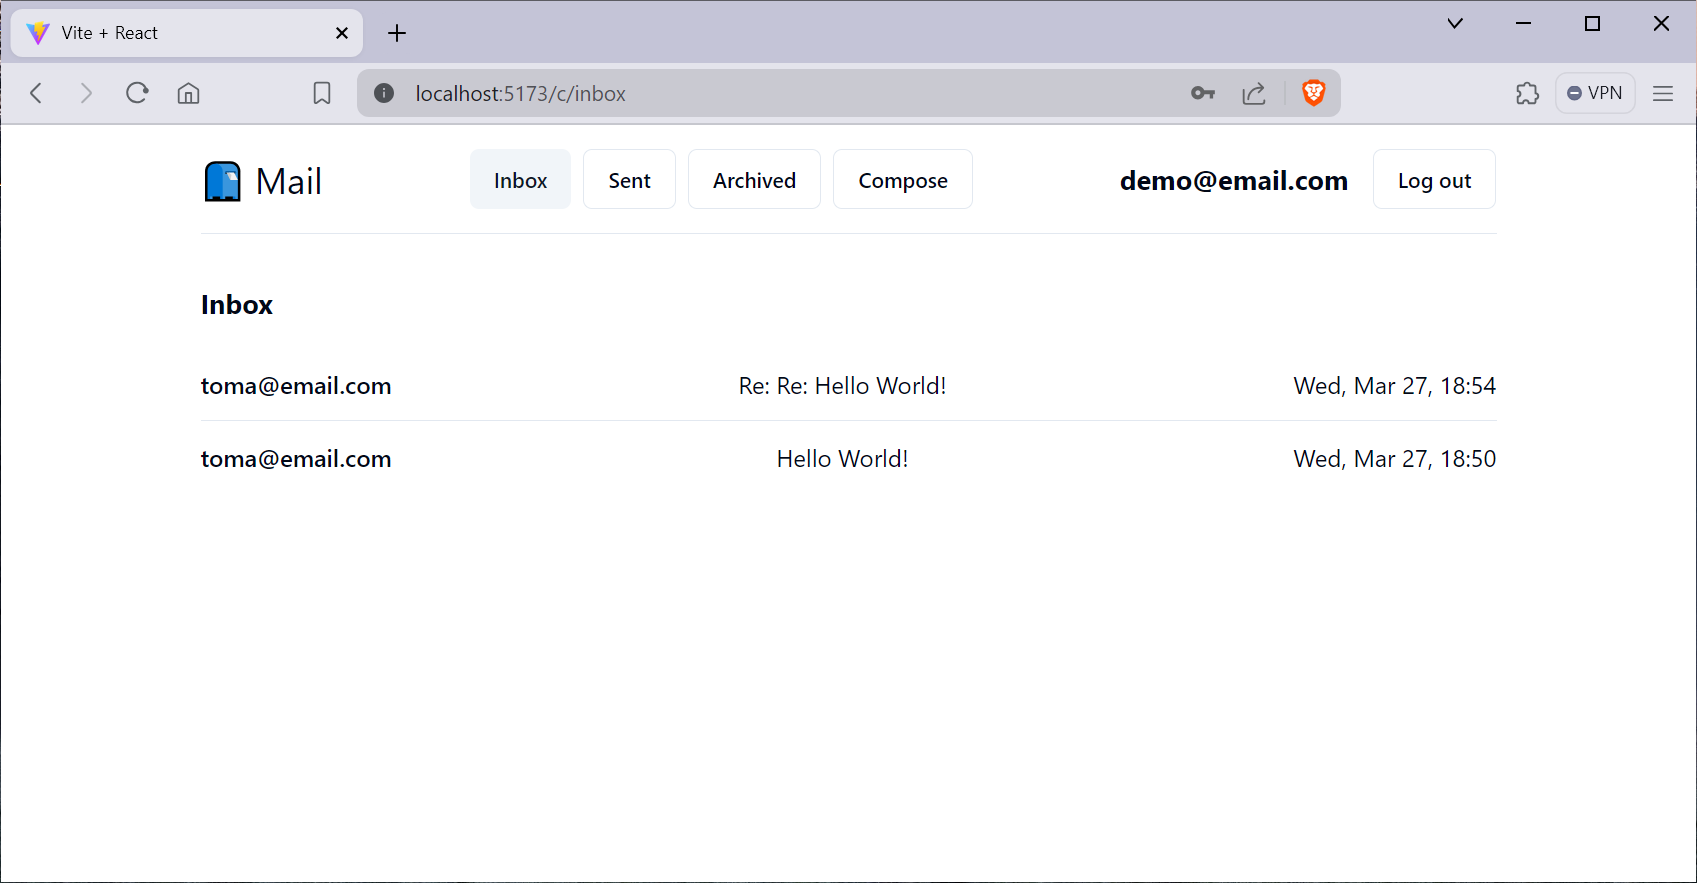 Vite + React
localhost:5173/c/inbox
VPN
Mail
Inbox
Sent
Archived
Compose
demo@email.com
Log out
Inbox
toma@email.com Re: Re: Hello World! Wed, Mar 27, 18:54
toma@email.com Hello World! Wed, Mar 27, 18:50